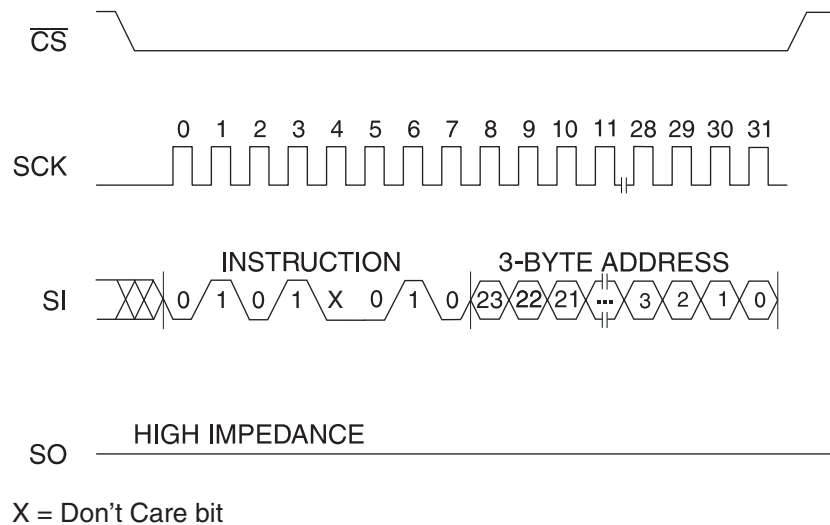 CS
0 1 2 3 4 5 6 7 8 9 10 11 28 29 30 31
SCK
INSTRUCTION 3-BYTE ADDRESS
SI 0 1 0 1 X 0 1 0 23 22 21 ... 3 2 1 0
HIGH IMPEDANCE
SO
X = Don't Care bit